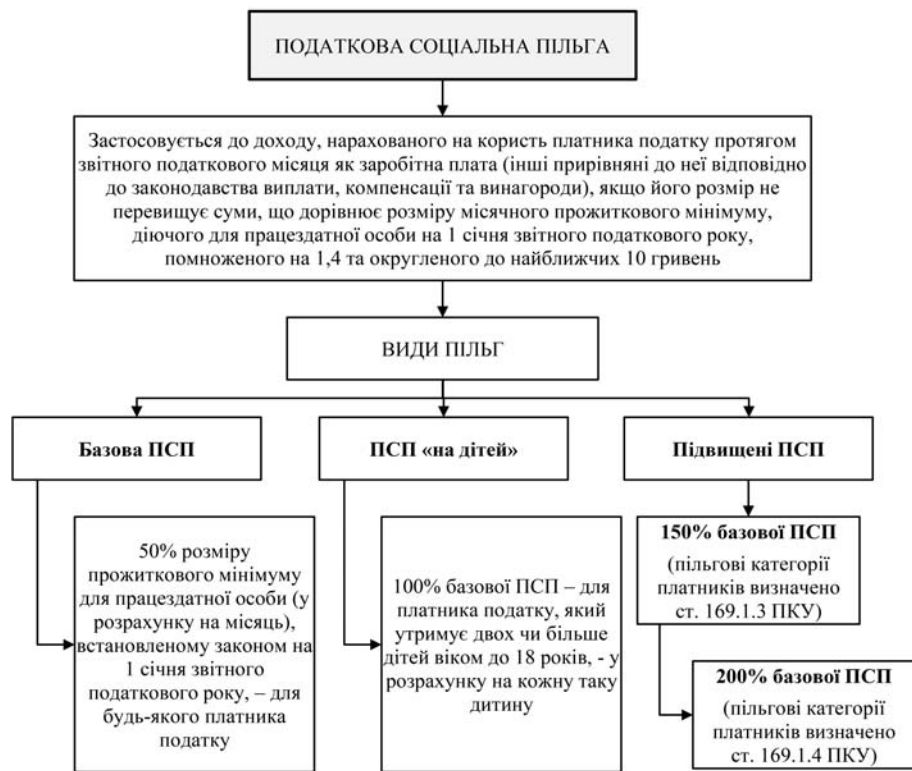 ПОДАТКОВА СОЦІАЛЬНА ПІЛЬГА
Застосовується до доходу, нарахованого на користь платника податку протягом
звітного податкового місяця як заробітна плата (інші прирівняні до неї відповідно
до законодавства виплати, компенсації та винагороди), якщо його розмір не
перевищує суми, що дорівнює розміру місячного прожиткового мінімуму,
діючого для працездатної особи на 1 січня звітного податкового року,
помноженого на 1,4 та округленого до найближчих 10 гривень
ВИДИ ПІЛЬГ
Базова ПСП
50% розміру
прожиткового мінімуму
для працездатної особи (у
розрахунку на місяць),
встановленому законом на
1 січня звітного
податкового року, – для
будь-якого платника
податку
ПСП «на дітей»
100% базової ПСП – для
платника податку, який
утримує двох чи більше
дітей віком до 18 років, - у
розрахунку на кожну таку
дитину
Підвищені ПСП
150% базової ПСП
(пільгові категорії
платників визначено
ст. 169.1.3 ПКУ)
200% базової ПСП
(пільгові категорії
платників визначено
ст. 169.1.4 ПКУ)